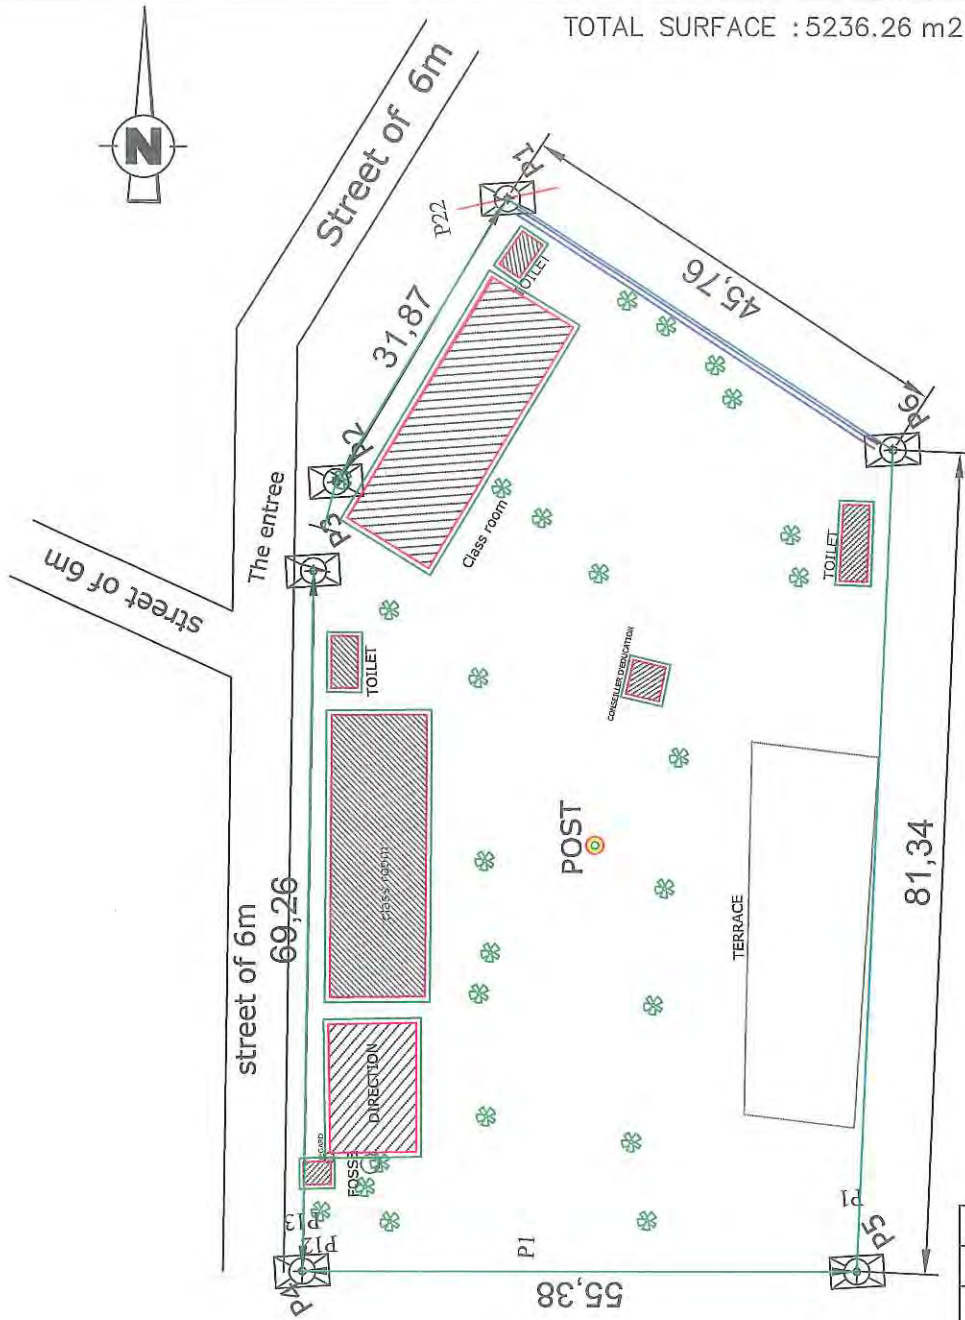 TOTAL SURFACE : 5236.26 m2
N
Street of 6m
P1
P22
TOILET
31,87
45,76
P2
P3
The entree
street of 6m
P6
Class room
TOILET
TOILET
CONSEILLER D'EDUCATION
POST
class room
69,26
street of 6m
TERRACE
81,34
DIRECTION
FOSSE
P13
P12
P4
P1
P1
P5
55,38